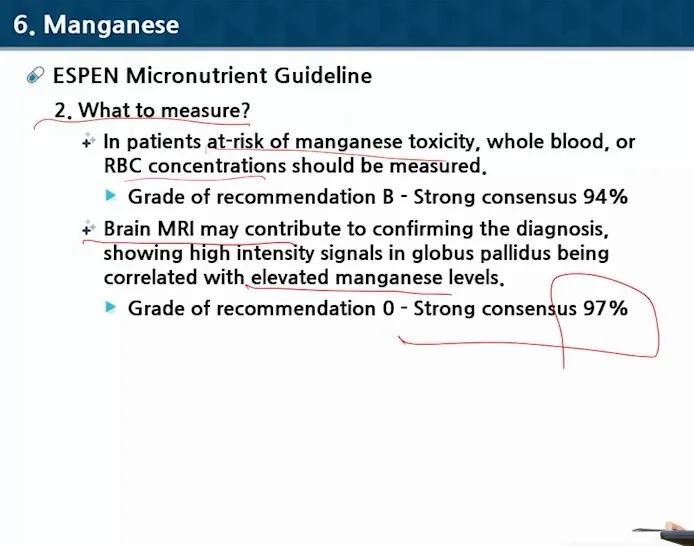 6. Manganese
ESPEN Micronutrient Guideline
2. What to measure?
In patients at-risk of manganese toxicity, whole blood, or
RBC concentrations should be measured.
Grade of recommendation B - Strong consensus 94%
Brain MRI may contribute to confirming the diagnosis,
showing high intensity signals in globus pallidus being
correlated with elevated manganese levels.
Grade of recommendation 0 - Strong consensus 97%